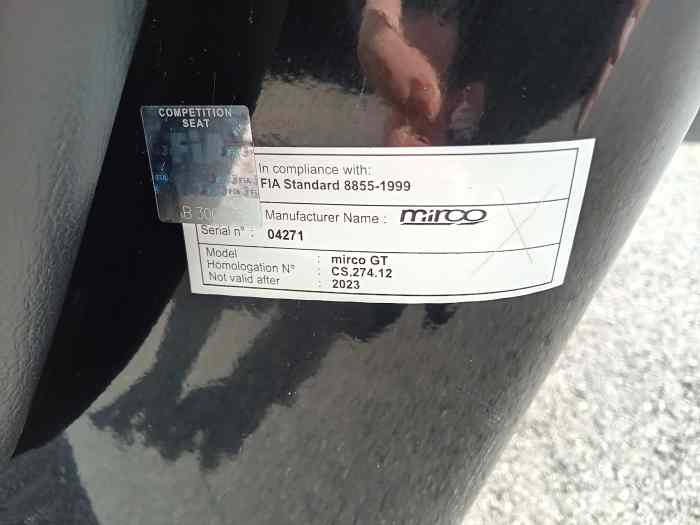 COMPETITION
SEAT
FIA
In compliance with:
FIA Standard 8855-1999
Manufacturer Name : mirco
Serial n° : 04271
Model : mirco GT
Homologation N° : CS.274.12
Not valid after : 2023